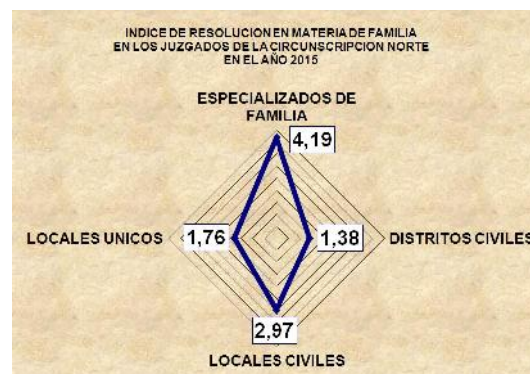 INDICE DE RESOLUCION EN MATERIA DE FAMILIA
EN LOS JUZGADOS DE LA CIRCUNSCRIPCION NORTE
EN EL AÑO 2015
ESPECIALIZADOS DE
FAMILIA
4,19
LOCALES UNICOS
1,76
1,38
DISTRITOS CIVILES
2,97
LOCALES CIVILES